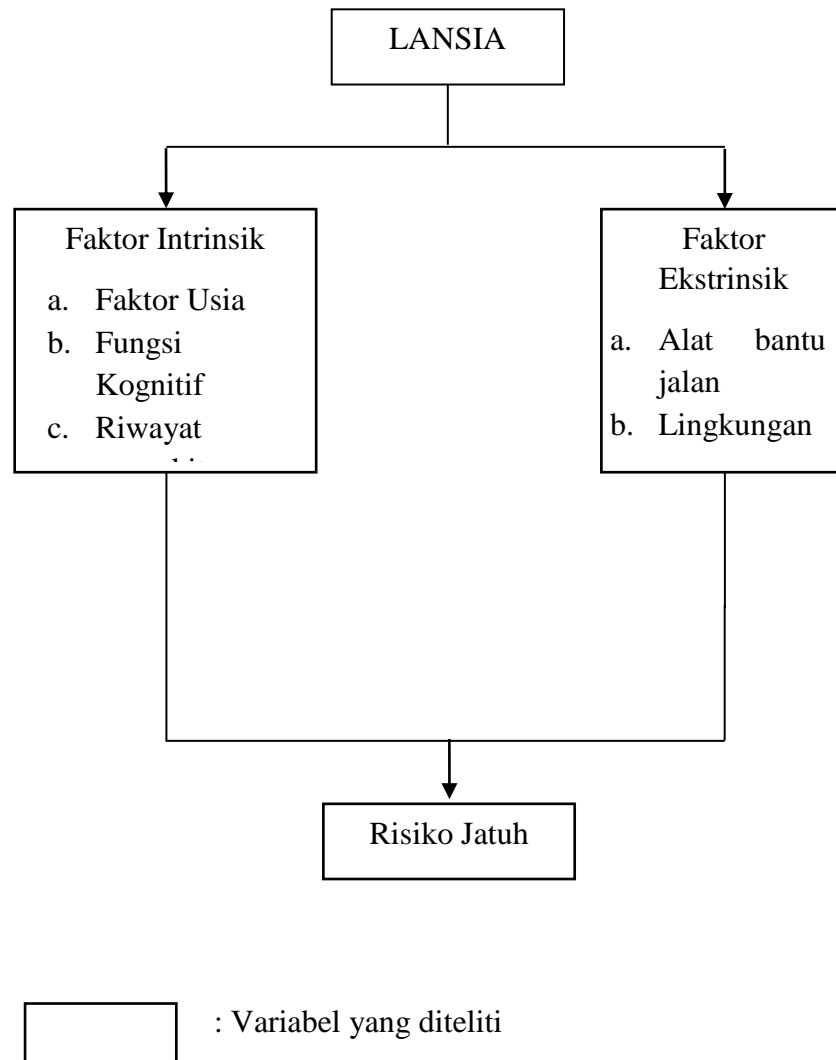 LANSIA
Faktor Intrinsik
a. Faktor Usia
b. Fungsi
Kognitif
c. Riwayat
Faktor
Ekstrinsik
a. Alat bantu
jalan
b. Lingkungan
Risiko Jatuh
: Variabel yang diteliti